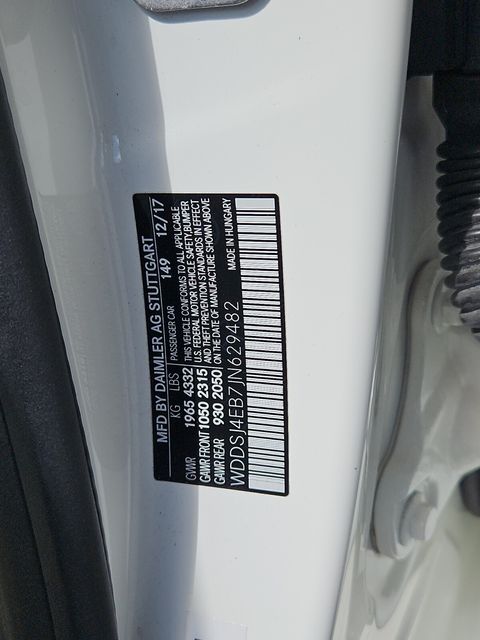 MFD BY DAIMLER AG STUTTGART
KG LBS PASSENGER CAR 149 12/17
GVWR 1965 4332 THIS VEHICLE CONFORMS TO ALL APPLICABLE
U.S. FEDERAL MOTOR VEHICLE SAFETY,BUMPER
GAWR FRONT 1050 2315 AND THEFT PREVENTION STANDARDS IN EFFECT
GAWR REAR 930 2050 ON THE DATE OF MANUFACTURE SHOWN ABOVE
WDDSJ4EB7JN629482 MADE IN HUNGARY